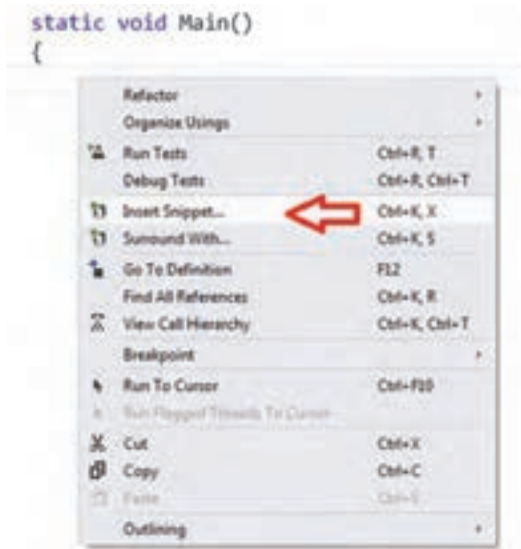 static void Main()
{
Refactor
Organize Usings
Run Tests Ctrl+R, T
Debug Tests Ctrl+R, Ctrl+T
Insert Snippet... Ctrl+K, X
Surround With... Ctrl+K, S
Go To Definition F12
Find All References Ctrl+K, R
View Call Hierarchy Ctrl+K, Ctrl+T
Breakpoint
Run To Cursor Ctrl+F10
Run Flagged Threads To Cursor
Cut Ctrl+X
Copy Ctrl+C
Paste
Outlining